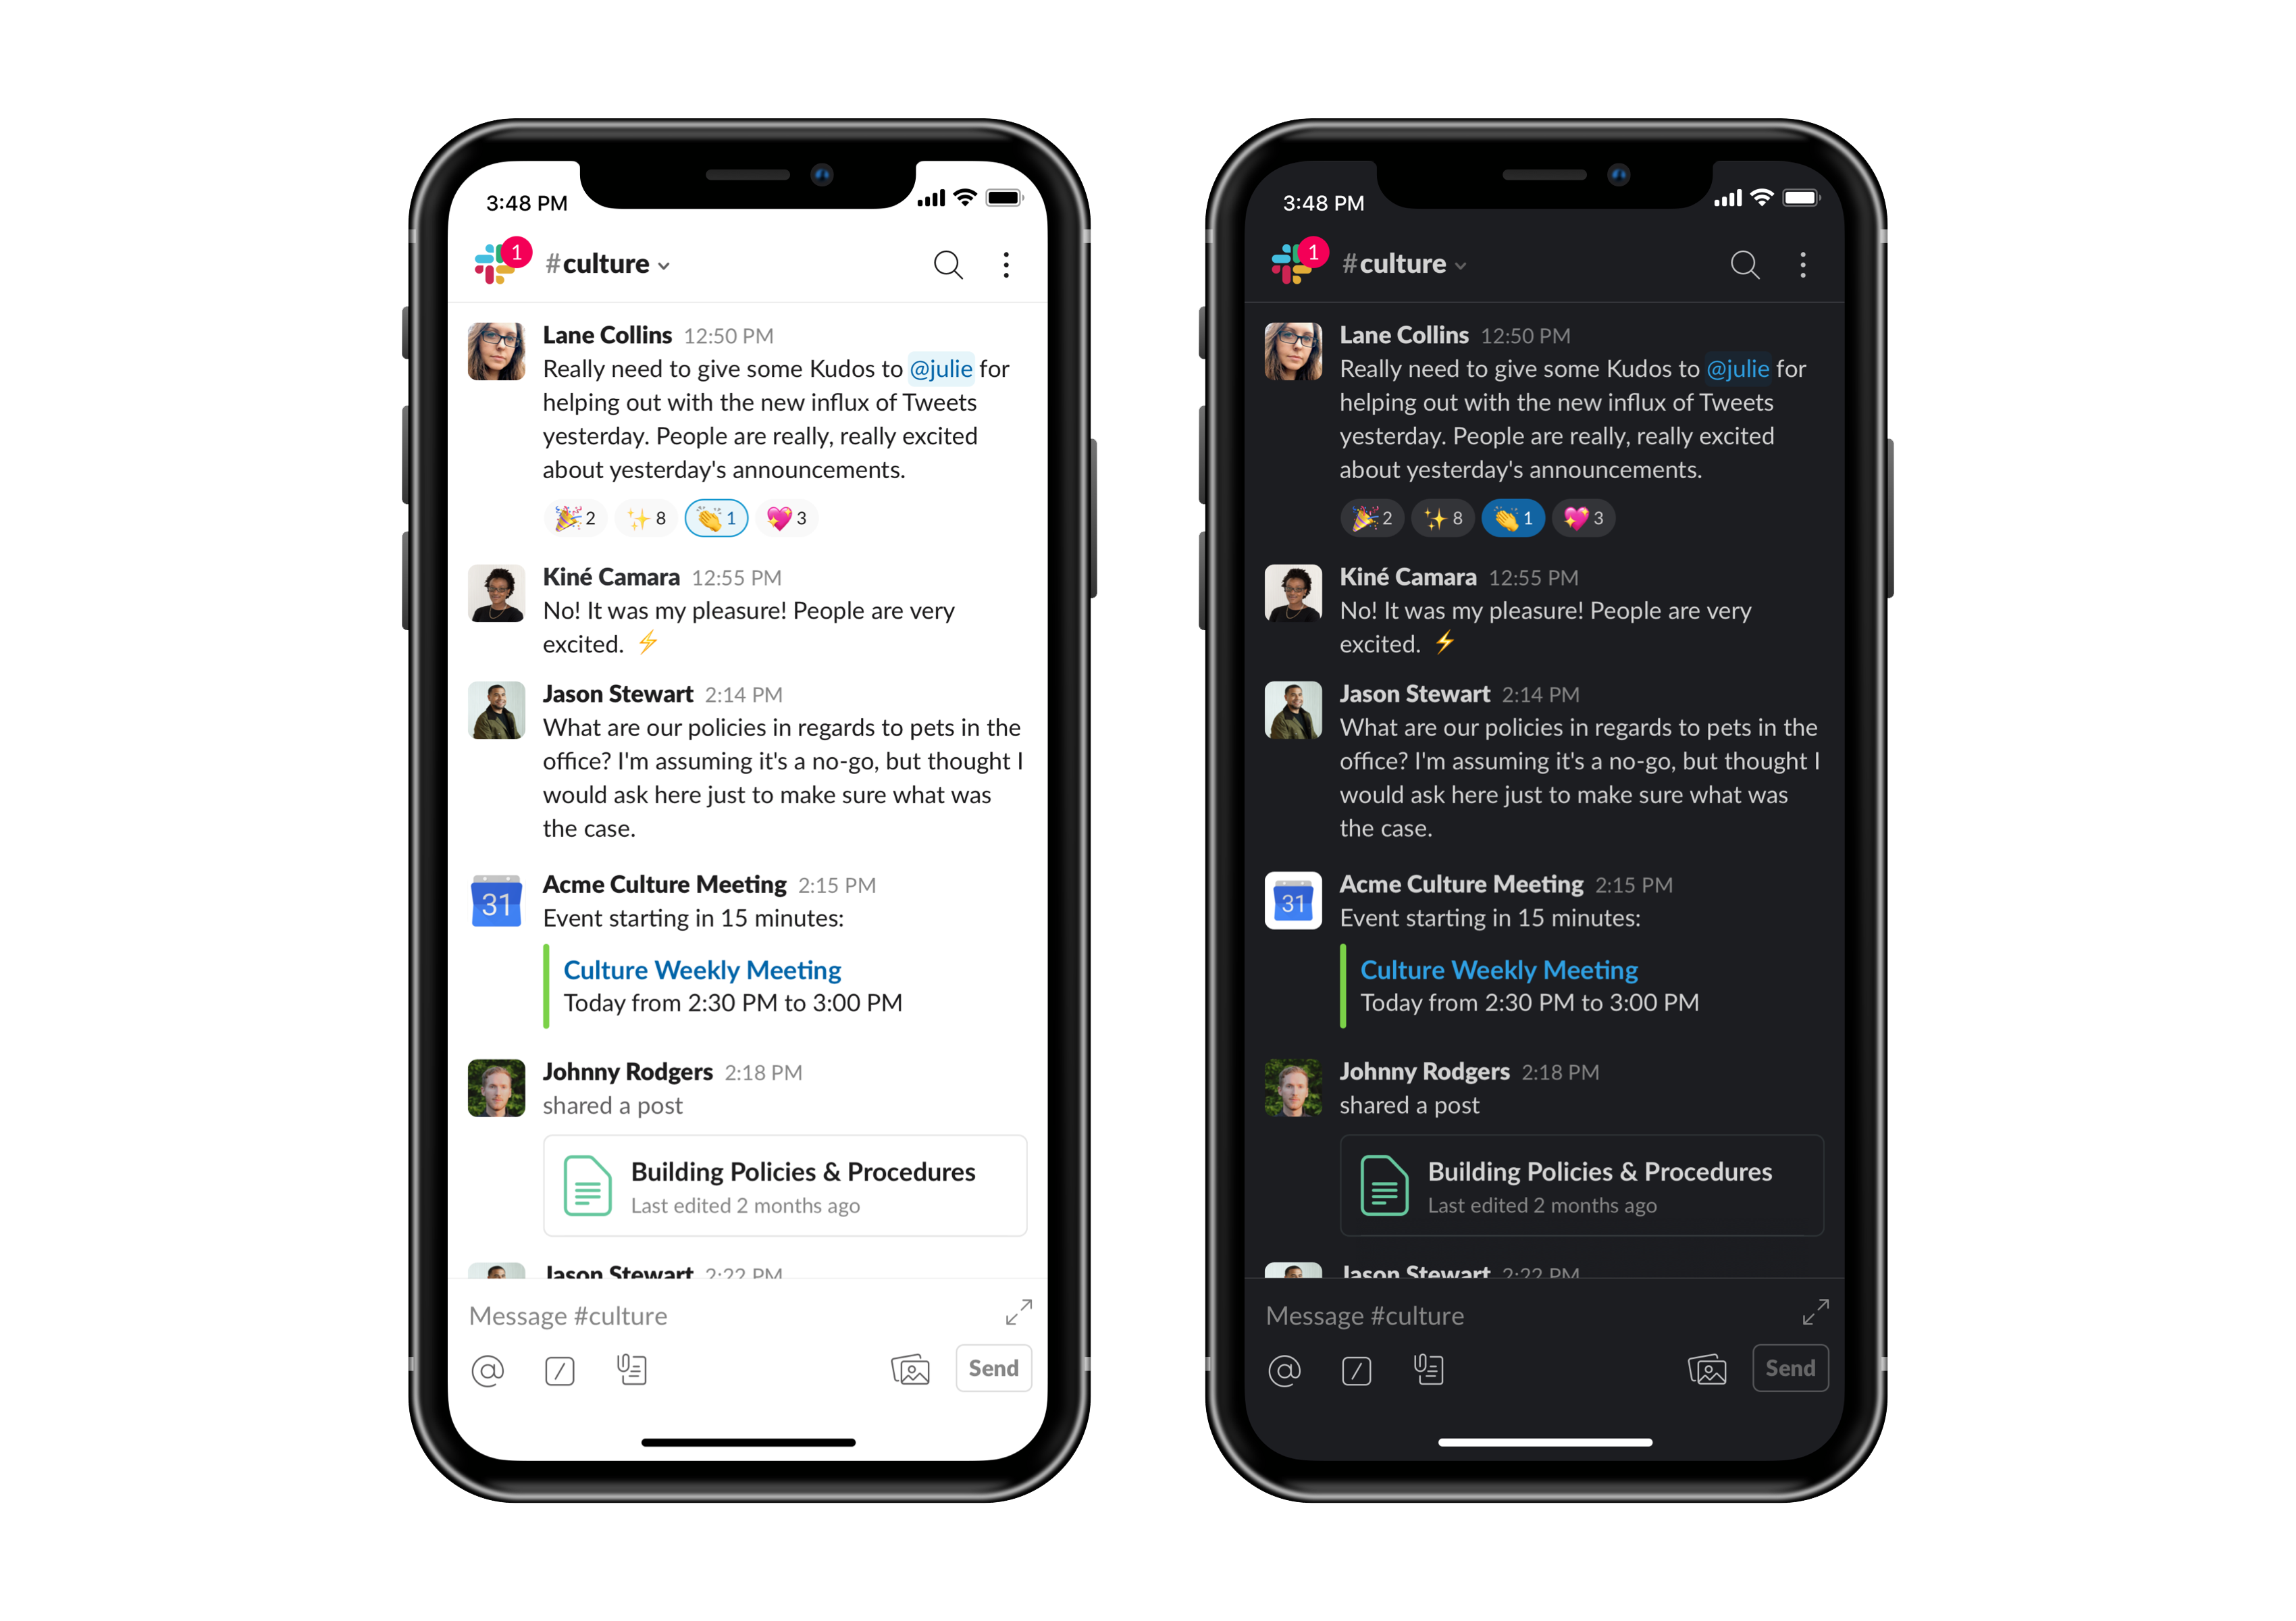 3:48 PM
1
#culture
Lane Collins 12:50 PM
Really need to give some Kudos to @julie for
helping out with the new influx of Tweets
yesterday. People are really, really excited
about yesterday's announcements.
2 8 1 3
Kiné Camara 12:55 PM
No! It was my pleasure! People are very
excited.
Jason Stewart 2:14 PM
What are our policies in regards to pets in the
office? I'm assuming it's a no-go, but thought I
would ask here just to make sure what was
the case.
31
Acme Culture Meeting 2:15 PM
Event starting in 15 minutes:
Culture Weekly Meeting
Today from 2:30 PM to 3:00 PM
Johnny Rodgers 2:18 PM
shared a post
Building Policies & Procedures
Last edited 2 months ago
Jason Stewart 2:22 PM
Message #culture
Send
3:48 PM
1
#culture
Lane Collins 12:50 PM
Really need to give some Kudos to @julie for
helping out with the new influx of Tweets
yesterday. People are really, really excited
about yesterday's announcements.
2 8 1 3
Kiné Camara 12:55 PM
No! It was my pleasure! People are very
excited.
Jason Stewart 2:14 PM
What are our policies in regards to pets in the
office? I'm assuming it's a no-go, but thought I
would ask here just to make sure what was
the case.
31
Acme Culture Meeting 2:15 PM
Event starting in 15 minutes:
Culture Weekly Meeting
Today from 2:30 PM to 3:00 PM
Johnny Rodgers 2:18 PM
shared a post
Building Policies & Procedures
Last edited 2 months ago
Jason Stewart 2:22 PM
Message #culture
Send